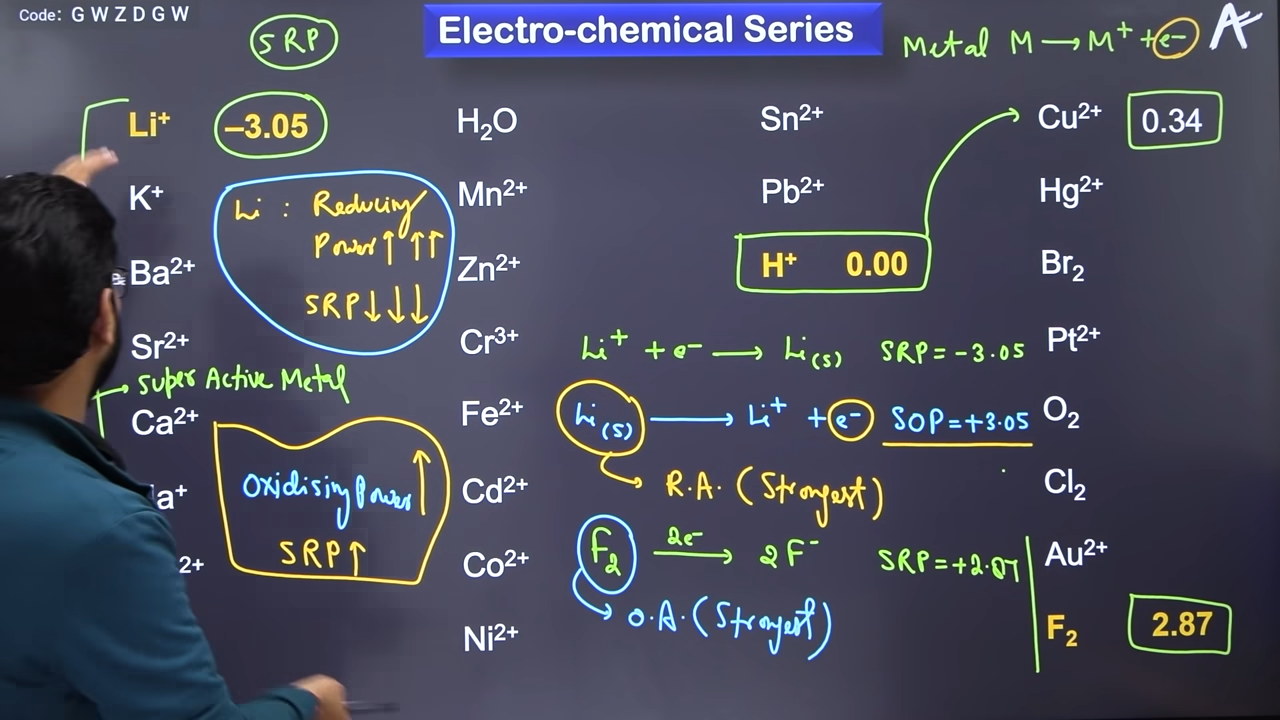 Code: G W Z D G W
SRP
Electro-chemical Series
Metal M → M⁺ + e-
Li⁺ –3.05
K⁺
Ba²⁺
Sr²⁺
Super Active Metal
Ca²⁺
a⁺
2+
Li : Reducing
Power ↑ ↑↑
SRP ↓↓↓
Oxidising Power ↑
SRP ↑
H₂O
Mn²⁺
Zn²⁺
Cr³⁺
Fe²⁺
Cd²⁺
Co²⁺
Ni²⁺
Sn²⁺
Pb²⁺
H⁺ 0.00
Li⁺ + e- → Li(s) SRP = -3.05
Li(s) → Li⁺ + e- SOP = +3.05
R.A. (Strongest)
F₂ 2e- → 2F⁻ SRP = +2.87
O.A. (Strongest)
Cu²⁺ 0.34
Hg²⁺
Br₂
Pt²⁺
O₂
Cl₂
Au²⁺
F₂ 2.87